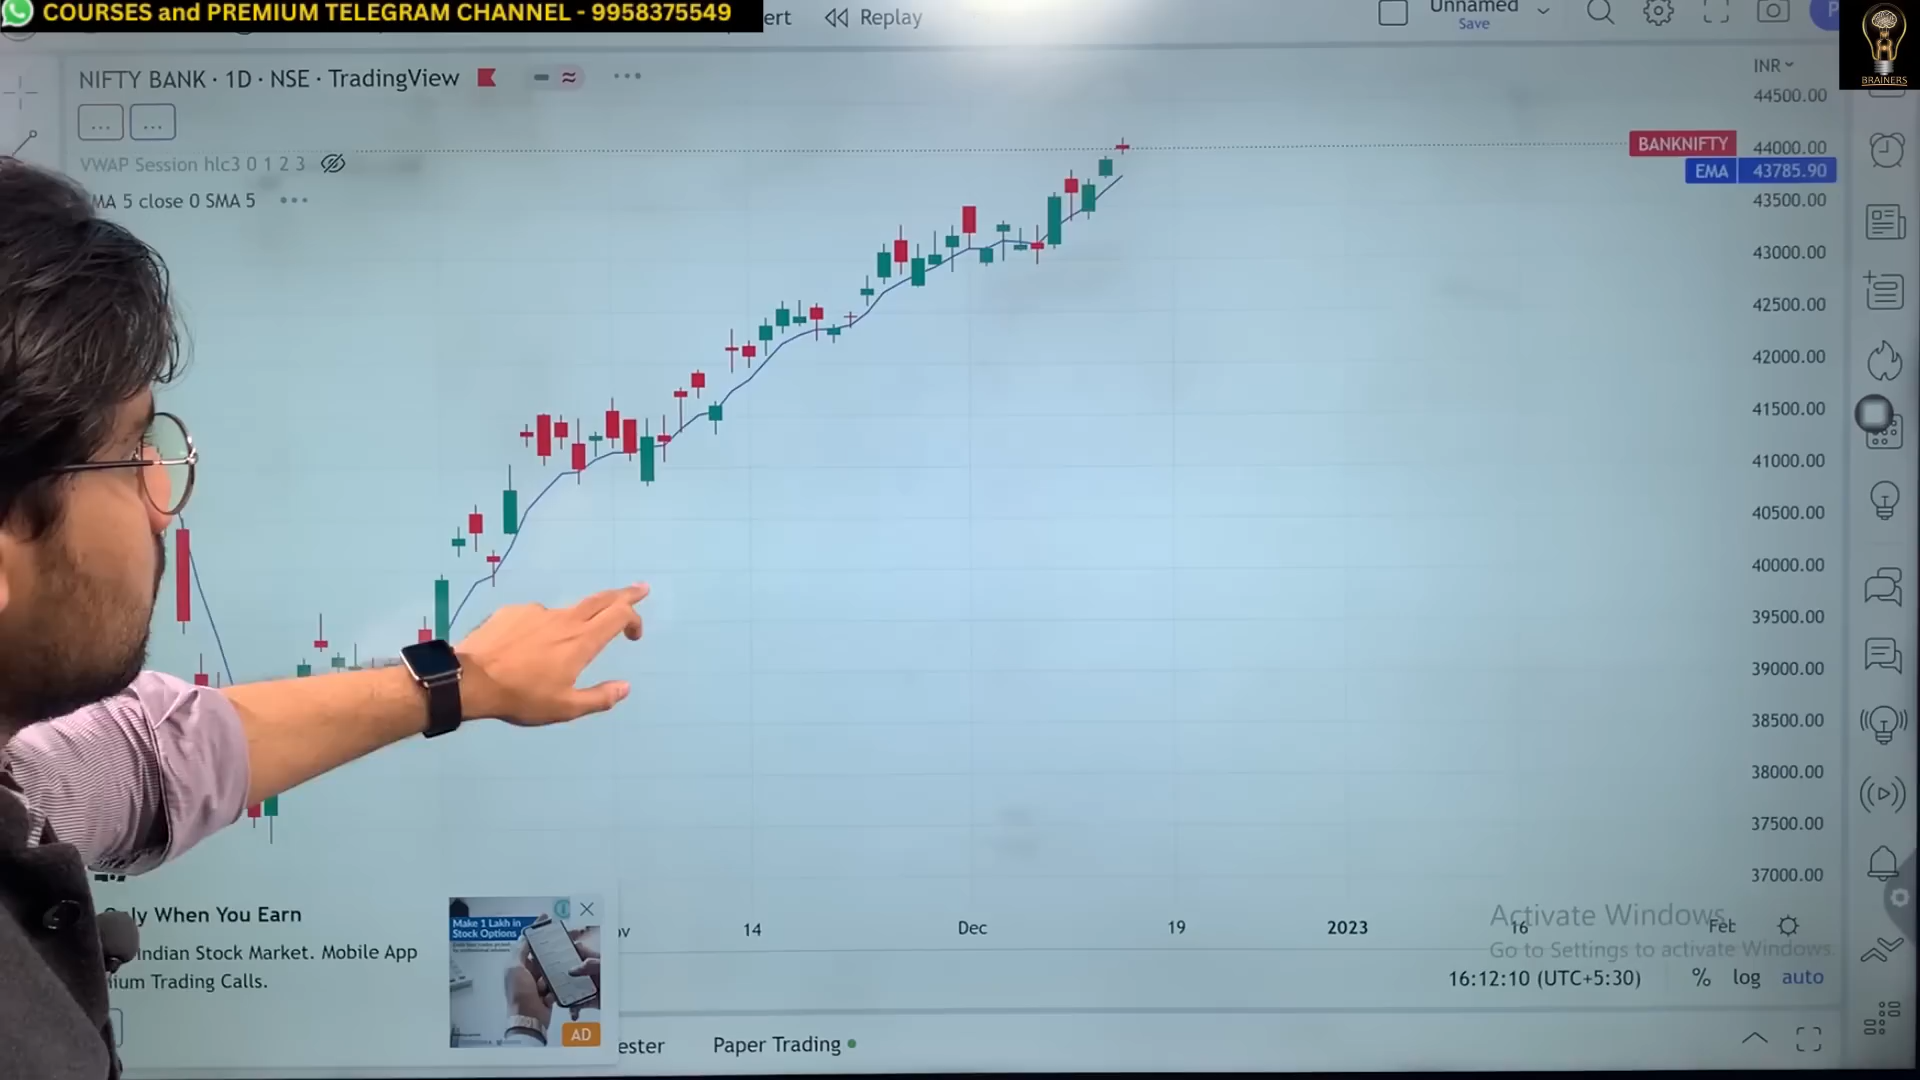 COURSES and PREMIUM TELEGRAM CHANNEL - 9958375549
ert
Replay
Unnamed
Save
BRAINERS
NIFTY BANK · 1D · NSE · TradingView
INR
...
...
VWAP Session hlc3 0 1 2 3
MA 5 close 0 SMA 5
44500.00
BANKNIFTY
44000.00
EMA
43785.90
43500.00
43000.00
42500.00
42000.00
41500.00
41000.00
40500.00
40000.00
39500.00
39000.00
38500.00
38000.00
37500.00
37000.00
ov
14
Dec
19
2023
16
Feb
Activate Windows
Go to Settings to activate Windows.
Only When You Earn
Indian Stock Market. Mobile App
ium Trading Calls.
Make 1 Lakh in
Stock Options
AD
16:12:10 (UTC+5:30)
%
log
auto
ester
Paper Trading